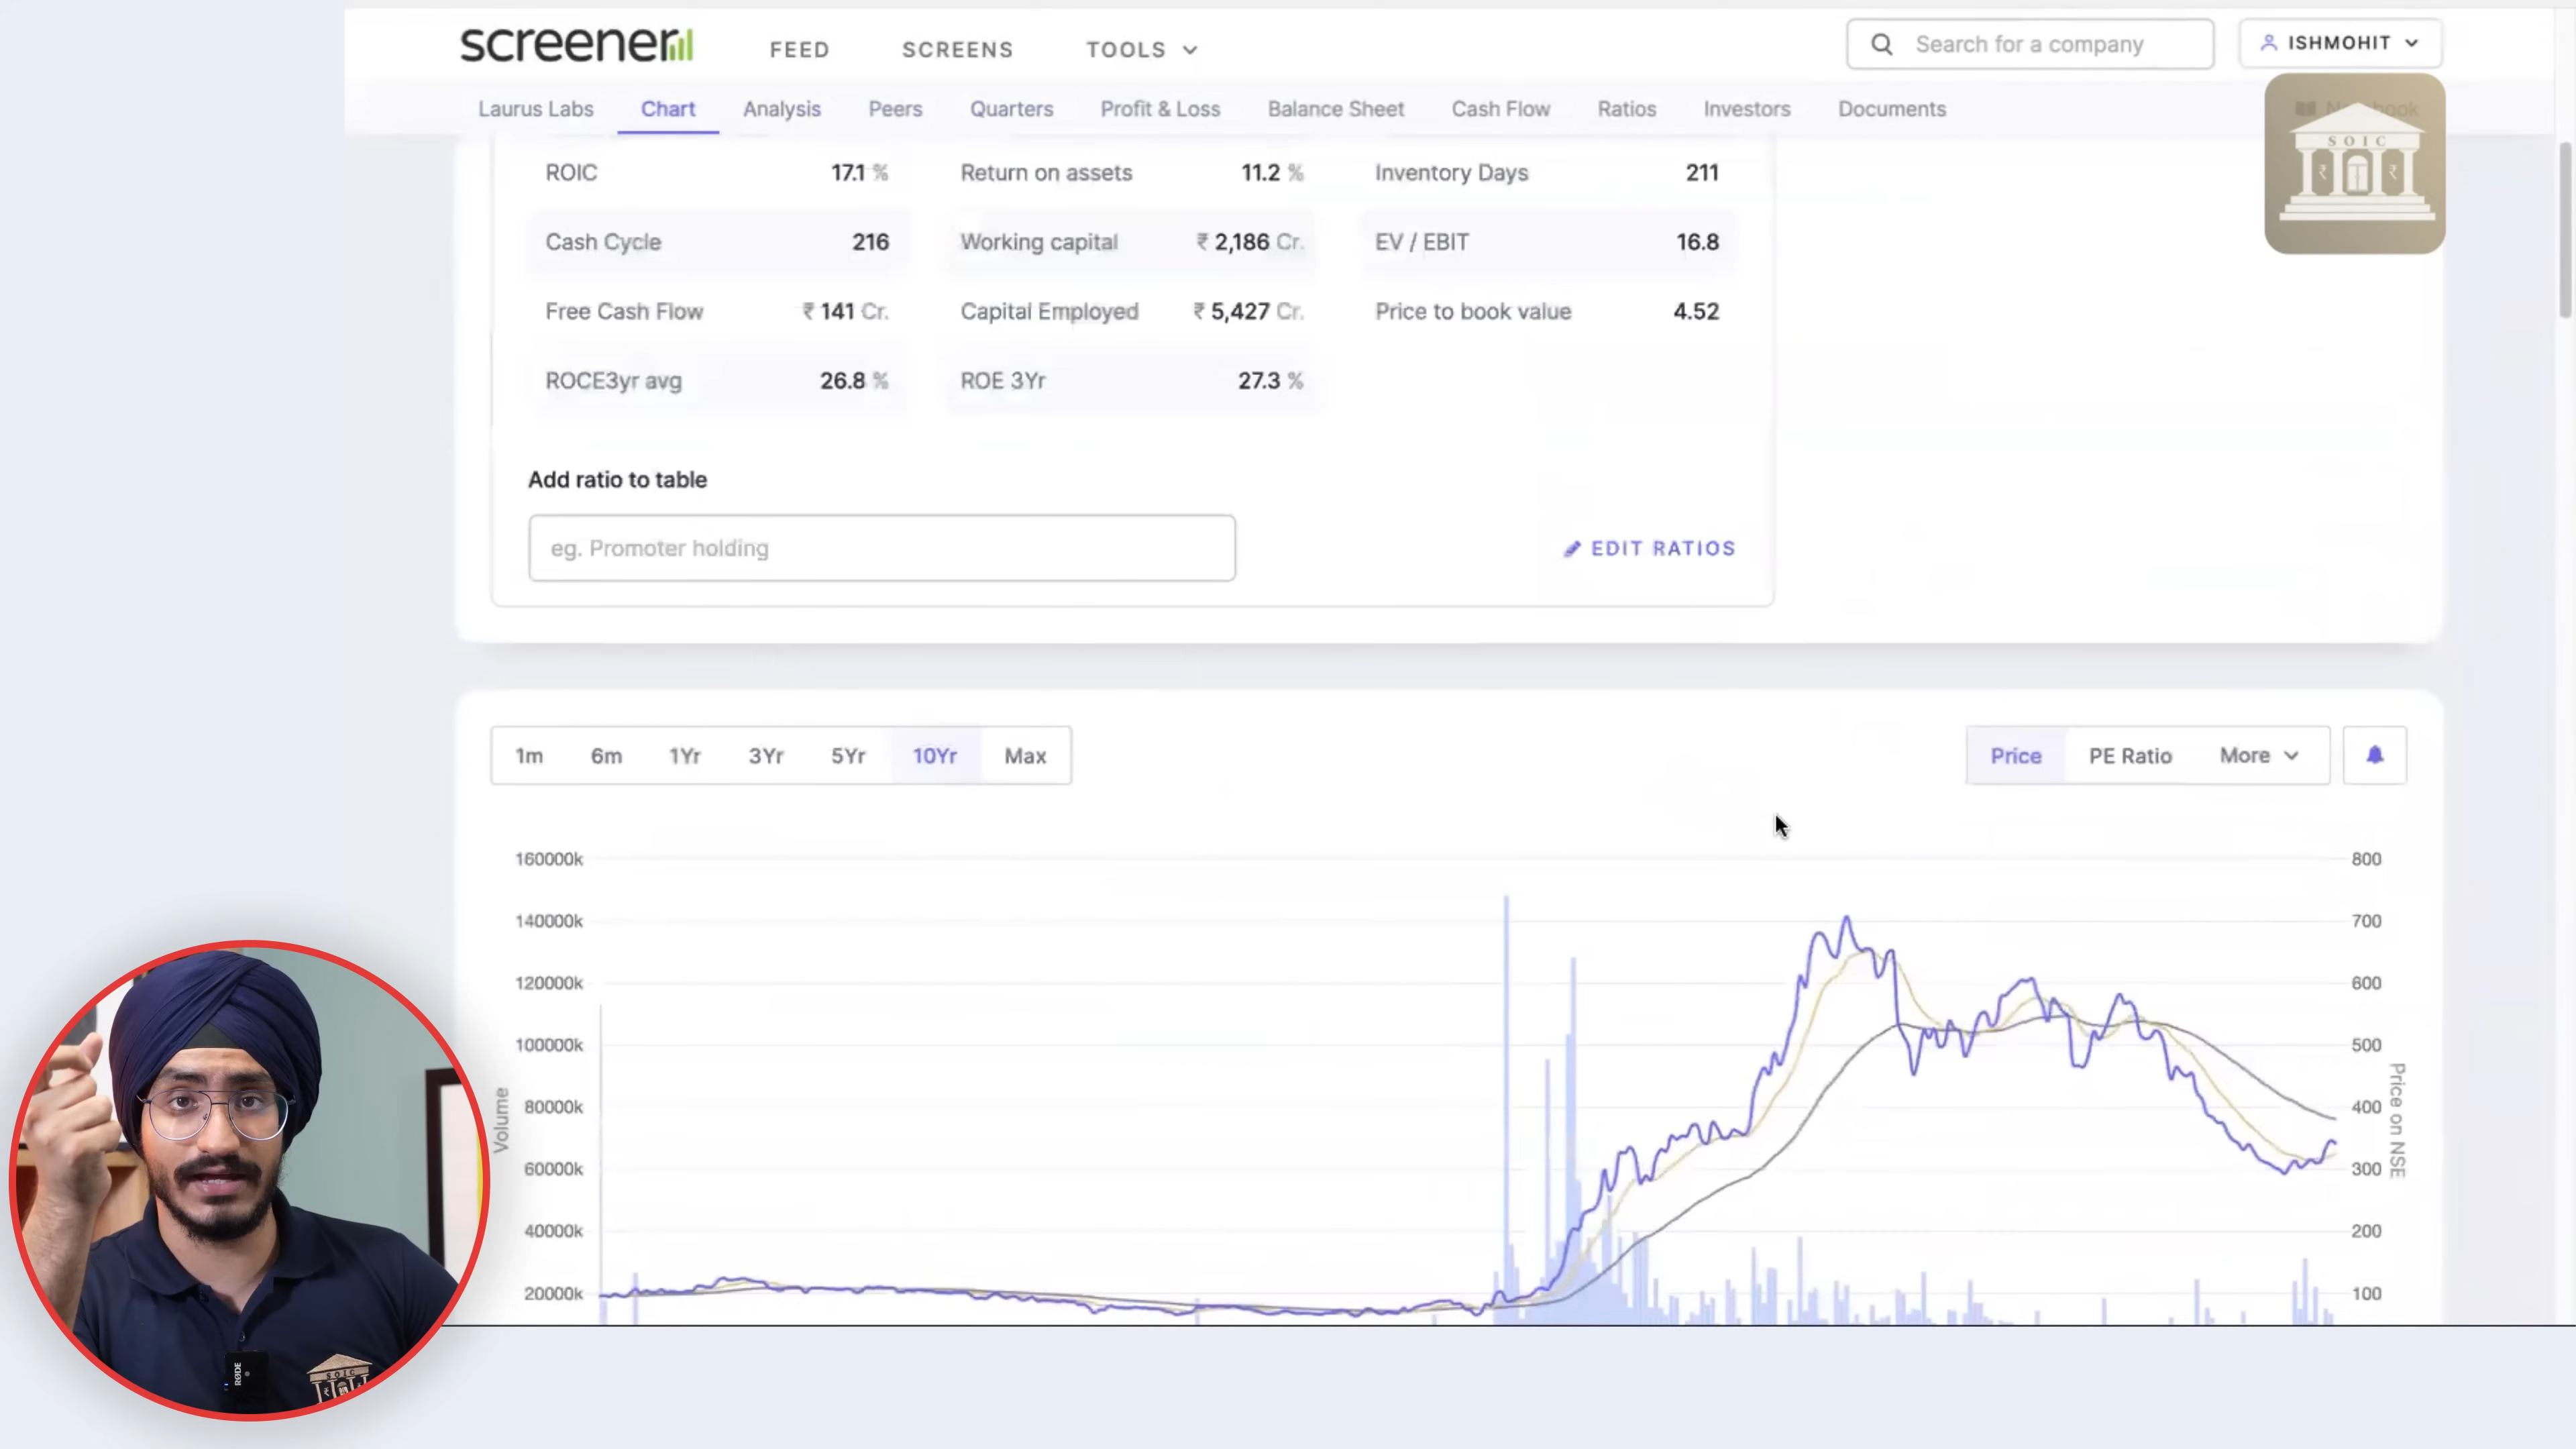 screener FEED SCREENS TOOLS Search for a company ISHMOHIT
Laurus Labs Chart Analysis Peers Quarters Profit & Loss Balance Sheet Cash Flow Ratios Investors Documents
SOIC
₹ ₹
ROIC 17.1 % Return on assets 11.2 % Inventory Days 211
Cash Cycle 216 Working capital ₹ 2,186 Cr. EV / EBIT 16.8
Free Cash Flow ₹ 141 Cr. Capital Employed ₹ 5,427 Cr. Price to book value 4.52
ROCE3yr avg 26.8 % ROE 3Yr 27.3 %
Add ratio to table
eg. Promoter holding EDIT RATIOS
1m 6m 1Yr 3Yr 5Yr 10Yr Max Price PE Ratio More
160000k 800
140000k 700
120000k 600
100000k 500
80000k 400
60000k 300
40000k 200
20000k 100
Volume
Price on NSE
RØDE
SOIC